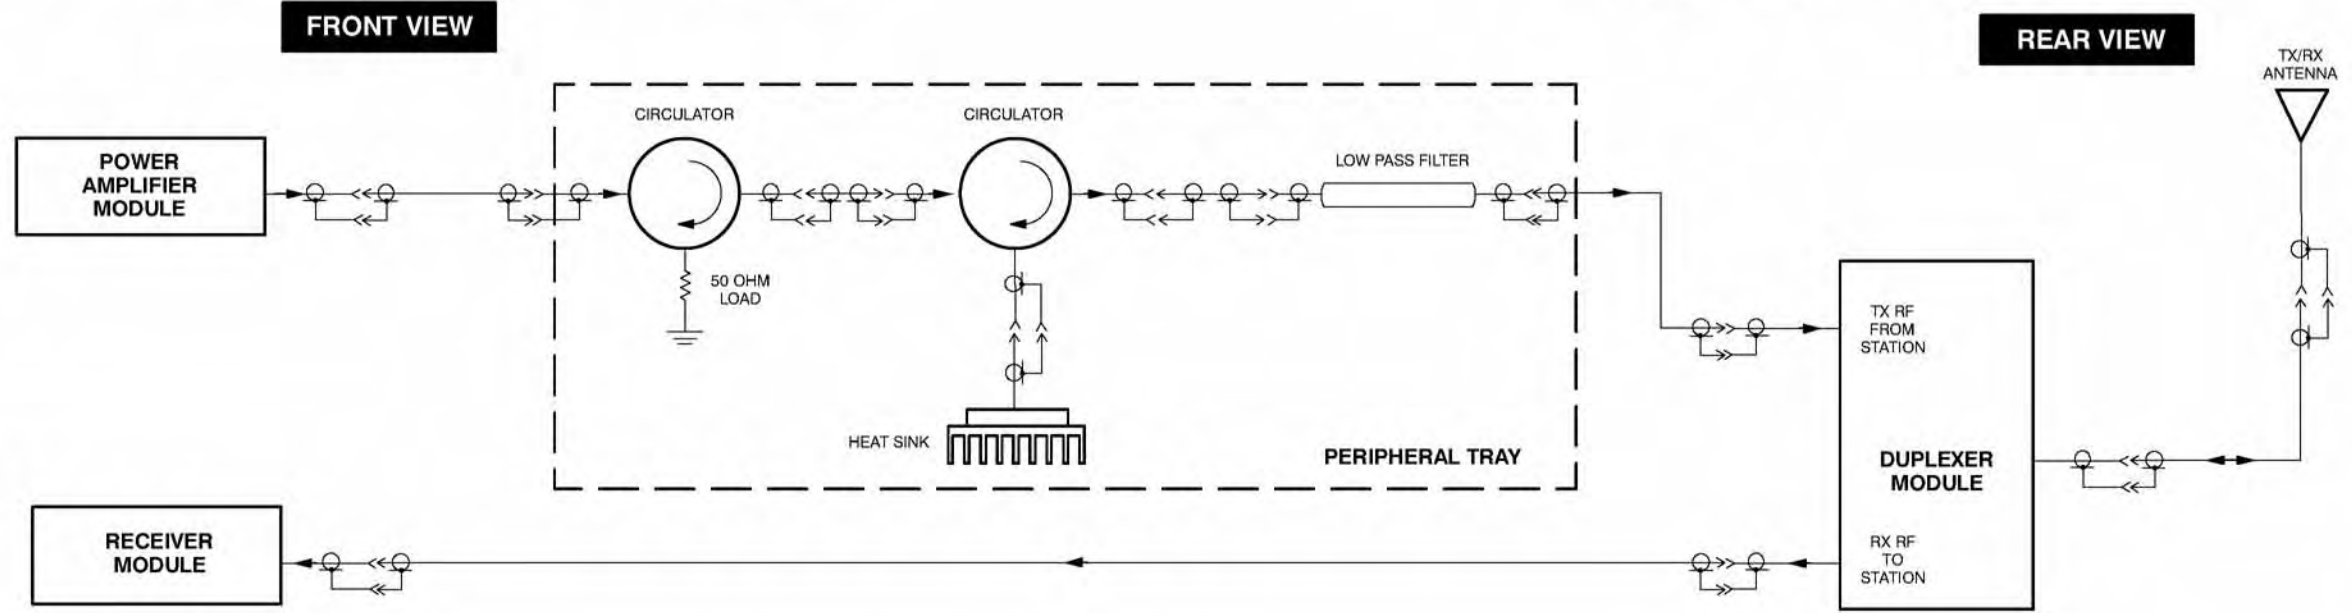 FRONT VIEW
REAR VIEW
TX/RX
ANTENNA
CIRCULATOR
CIRCULATOR
POWER
AMPLIFIER
MODULE
LOW PASS FILTER
50 OHM
LOAD
TX RF
FROM
STATION
HEAT SINK
PERIPHERAL TRAY
DUPLEXER
MODULE
RECEIVER
MODULE
RX RF
TO
STATION